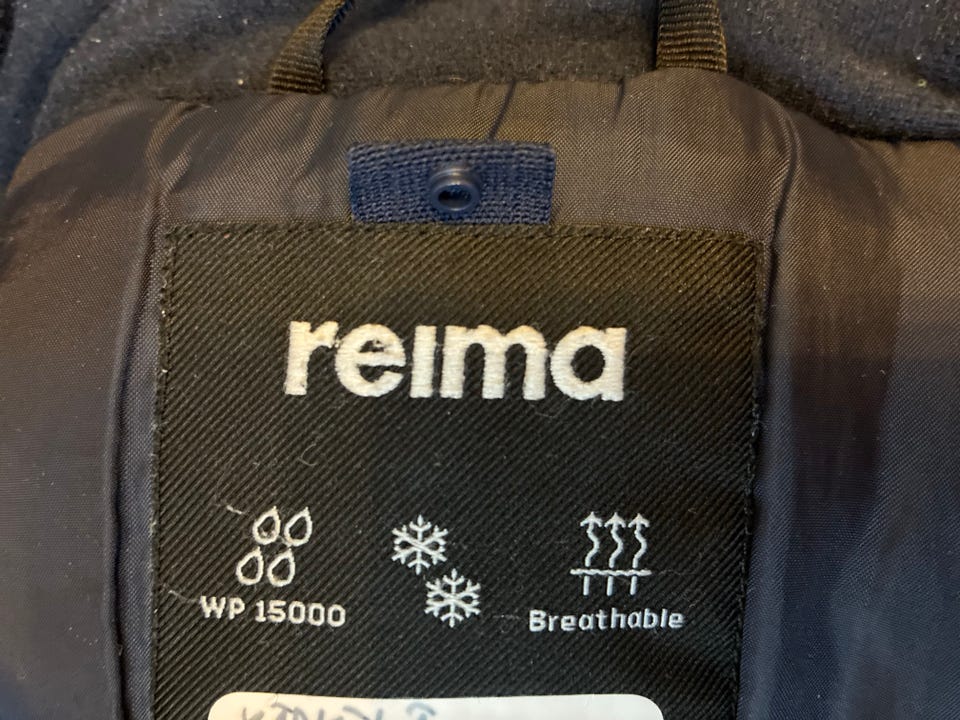 reima
WP 15000
Breathable